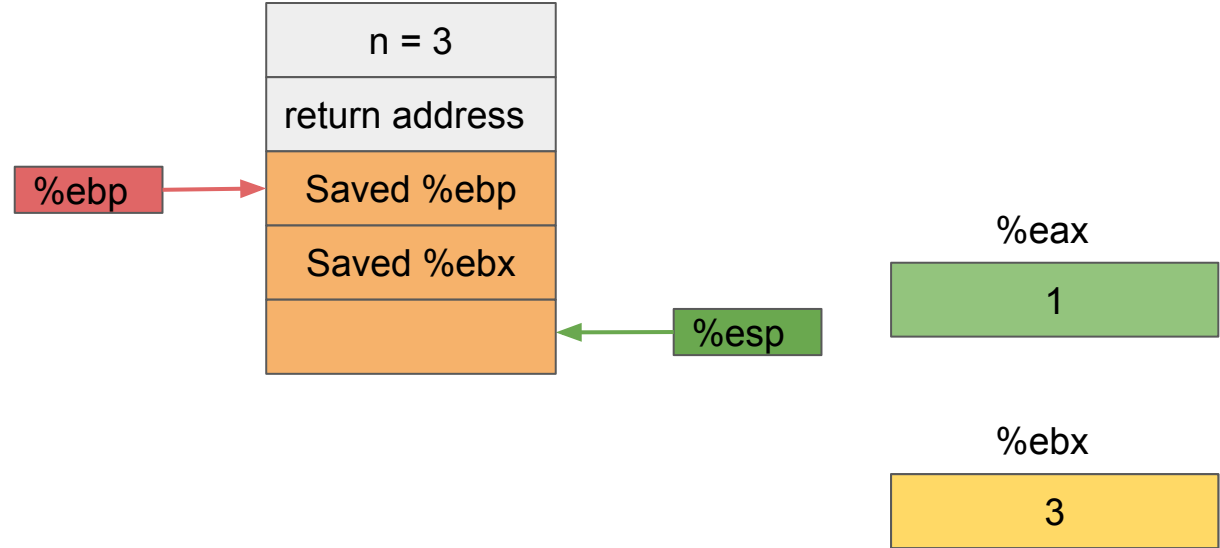 n = 3
return address
%ebp
Saved %ebp
Saved %ebx
%esp
%eax
1
%ebx
3